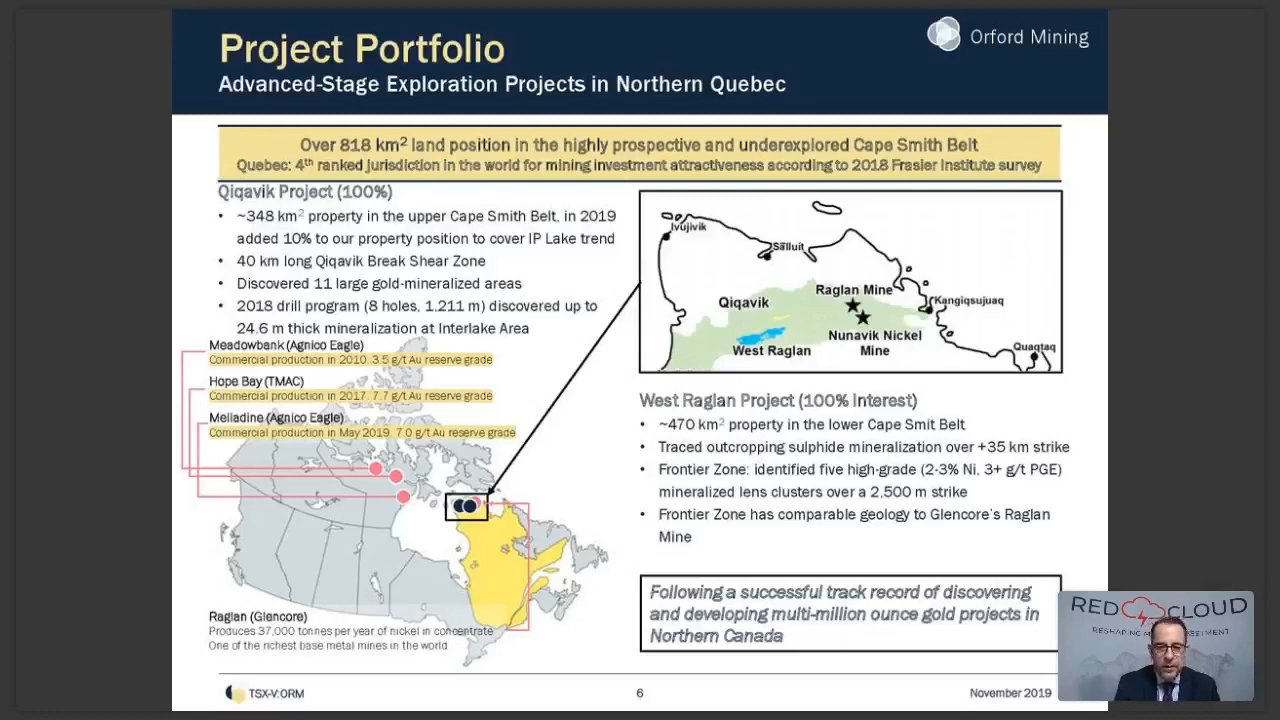 Project Portfolio
Advanced-Stage Exploration Projects in Northern Quebec
Orford Mining
Over 818 km² land position in the highly prospective and underexplored Cape Smith Belt
Quebec: 4th ranked jurisdiction in the world for mining investment attractiveness according to 2018 Frasier Institute survey
Qiqavik Project (100%)
• ~348 km² property in the upper Cape Smith Belt, in 2019
added 10% to our property position to cover IP Lake trend
• 40 km long Qiqavik Break Shear Zone
• Discovered 11 large gold-mineralized areas
• 2018 drill program (8 holes, 1,211 m) discovered up to
24.6 m thick mineralization at Interlake Area
Meadowbank (Agnico Eagle)
Commercial production in 2010. 3.5 g/t Au reserve grade
Hope Bay (TMAC)
Commercial production in 2017. 7.7 g/t Au reserve grade
Meliadine (Agnico Eagle)
Commercial production in May 2019. 7.0 g/t Au reserve grade
Raglan (Glencore)
Produces 37,000 tonnes per year of nickel in concentrate
One of the richest base metal mines in the world
Ivujivik
Salluit
Raglan Mine
Kangiqsujuaq
Qiqavik
Nunavik Nickel
Mine
West Raglan
Quaqtaq
West Raglan Project (100% Interest)
• ~470 km² property in the lower Cape Smit Belt
• Traced outcropping sulphide mineralization over +35 km strike
• Frontier Zone: identified five high-grade (2-3% Ni, 3+ g/t PGE)
mineralized lens clusters over a 2,500 m strike
• Frontier Zone has comparable geology to Glencore's Raglan
Mine
Following a successful track record of discovering
and developing multi-million ounce gold projects in
Northern Canada
RED CLOUD
TSX-V:ORM
6
November 2019